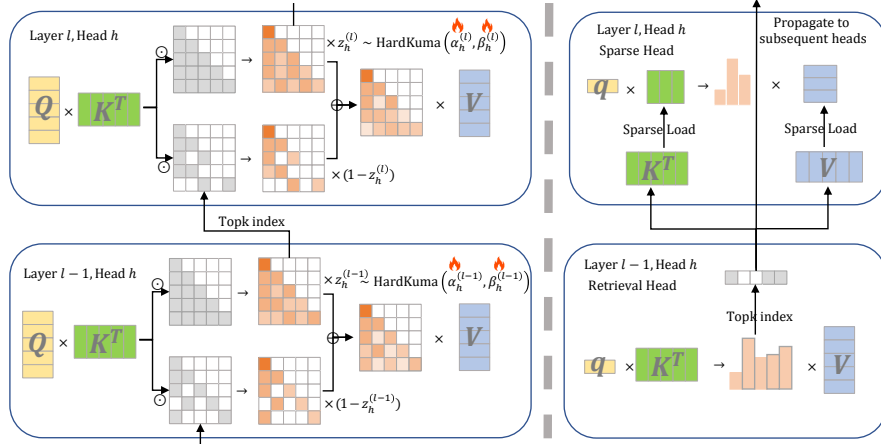 Layer l, Head h
× z_h^(l) ~ HardKuma(α_h^(l), β_h^(l))
Q × K^T
⊙
→
⊕
× V
⊙
→
×(1−z_h^(l))
Topk index
Layer l−1, Head h
×z_h^(l-1) ~ HardKuma(α_h^(l-1), β_h^(l-1))
Q × K^T
⊙
→
⊕
× V
⊙
→
×(1−z_h^(l-1))
Layer l, Head h
Sparse Head
Propagate to
subsequent heads
q × → ×
Sparse Load
Sparse Load
K^T
V
Layer l−1, Head h
Retrieval Head
Topk index
q × K^T → × V